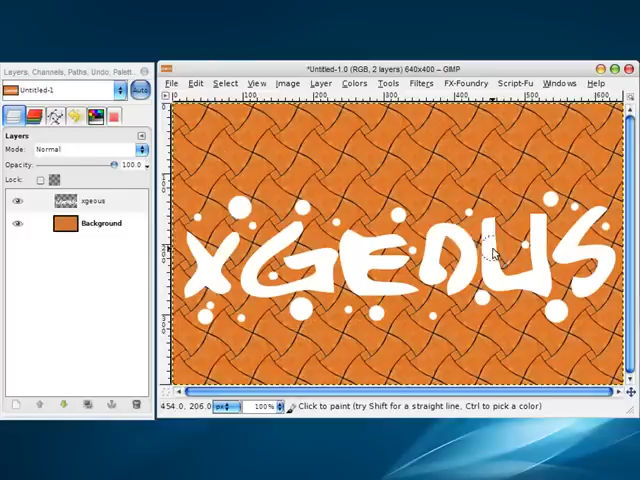 Layers, Channels, Paths, Undo, Palett...
Untitled-1
Auto
Layers
Mode: Normal
Opacity: 100.0
Lock:
xgeous
Background
*Untitled-1.0 (RGB, 2 layers) 640x400 – GIMP
File Edit Select View Image Layer Colors Tools Filters FX-Foundry Script-Fu Windows Help
0 100 200 300 400 500 600
XGEOUS
454.0, 206.0 px 100% Click to paint (try Shift for a straight line, Ctrl to pick a color)